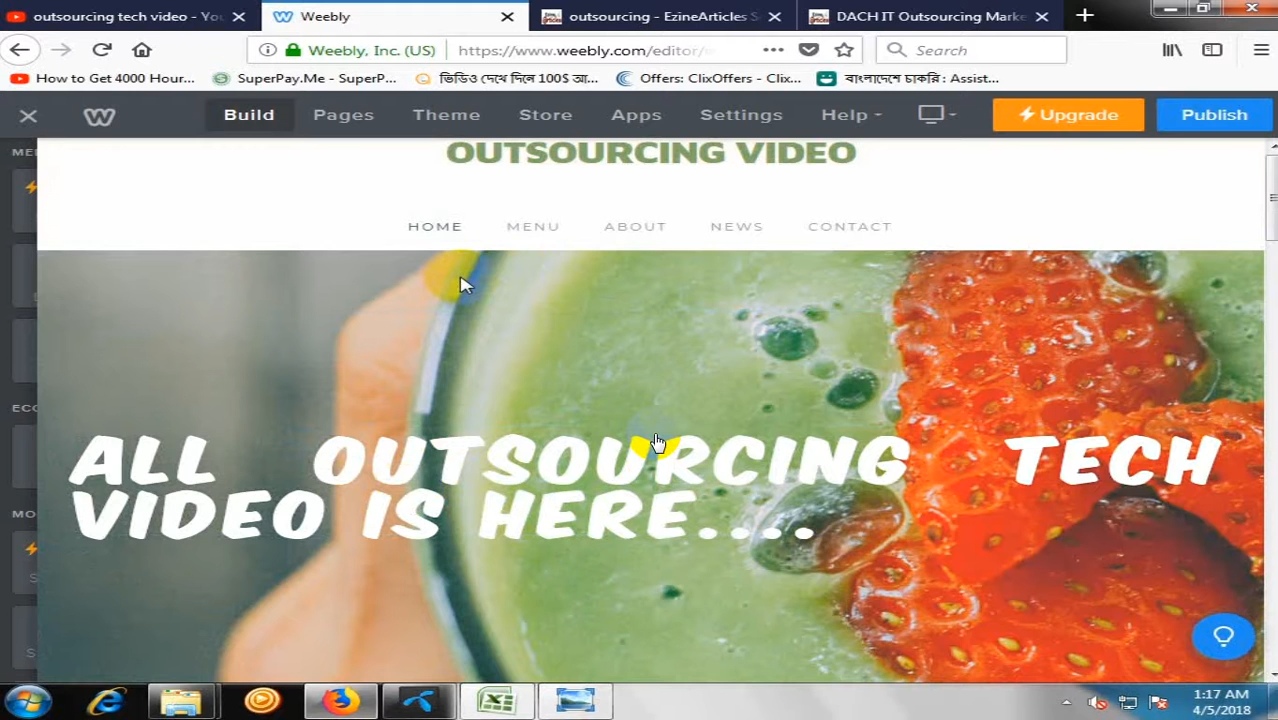 outsourcing tech video - You
Weebly
outsourcing - EzineArticles S
DACH IT Outsourcing Marke
Weebly, Inc. (US)
https://www.weebly.com/editor/
Search
How to Get 4000 Hour...
SuperPay.Me - SuperP...
ভিডিও দেখে দিনে 100$ আ...
Offers: ClixOffers - Clix...
বাংলাদেশে চাকরি : Assist...
Build
Pages
Theme
Store
Apps
Settings
Help
Upgrade
Publish
OUTSOURCING VIDEO
HOME
MENU
ABOUT
NEWS
CONTACT
ALL OUTSOURCING TECH
VIDEO IS HERE....
1:17 AM
4/5/2018